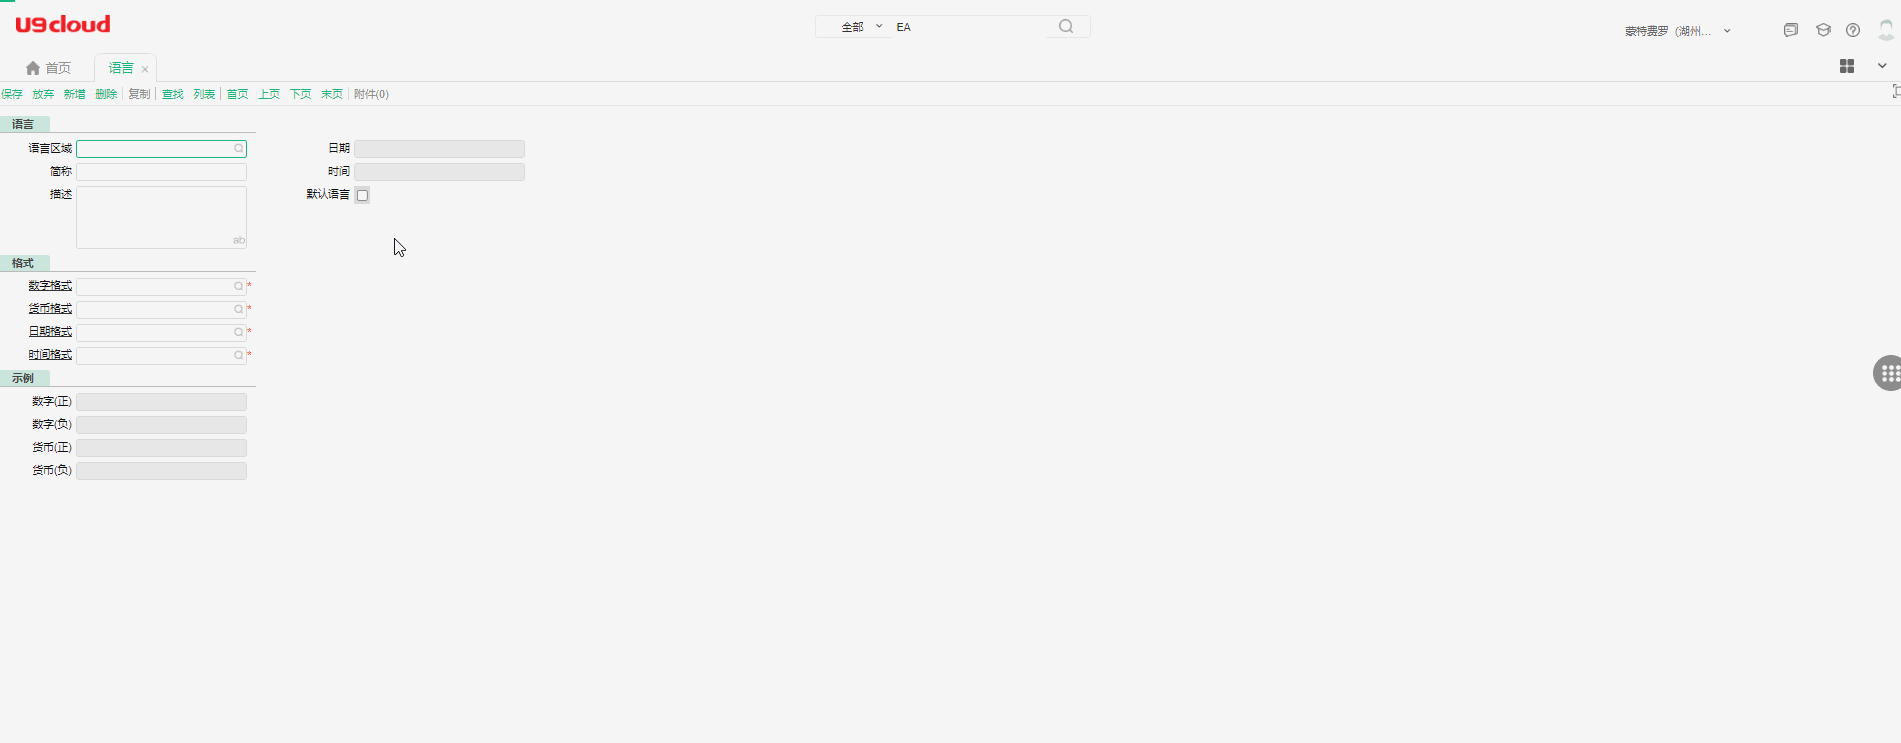 U9cloud
全部 EA
蒙特费罗（湖州...
首页 语言 ×
保存 放弃 新增 删除 复制 查找 列表 首页 上页 下页 末页 附件(0)
语言
语言区域 日期
简称 时间
描述 默认语言
ab
格式
数字格式 *
货币格式 *
日期格式 *
时间格式 *
示例
数字(正)
数字(负)
货币(正)
货币(负)